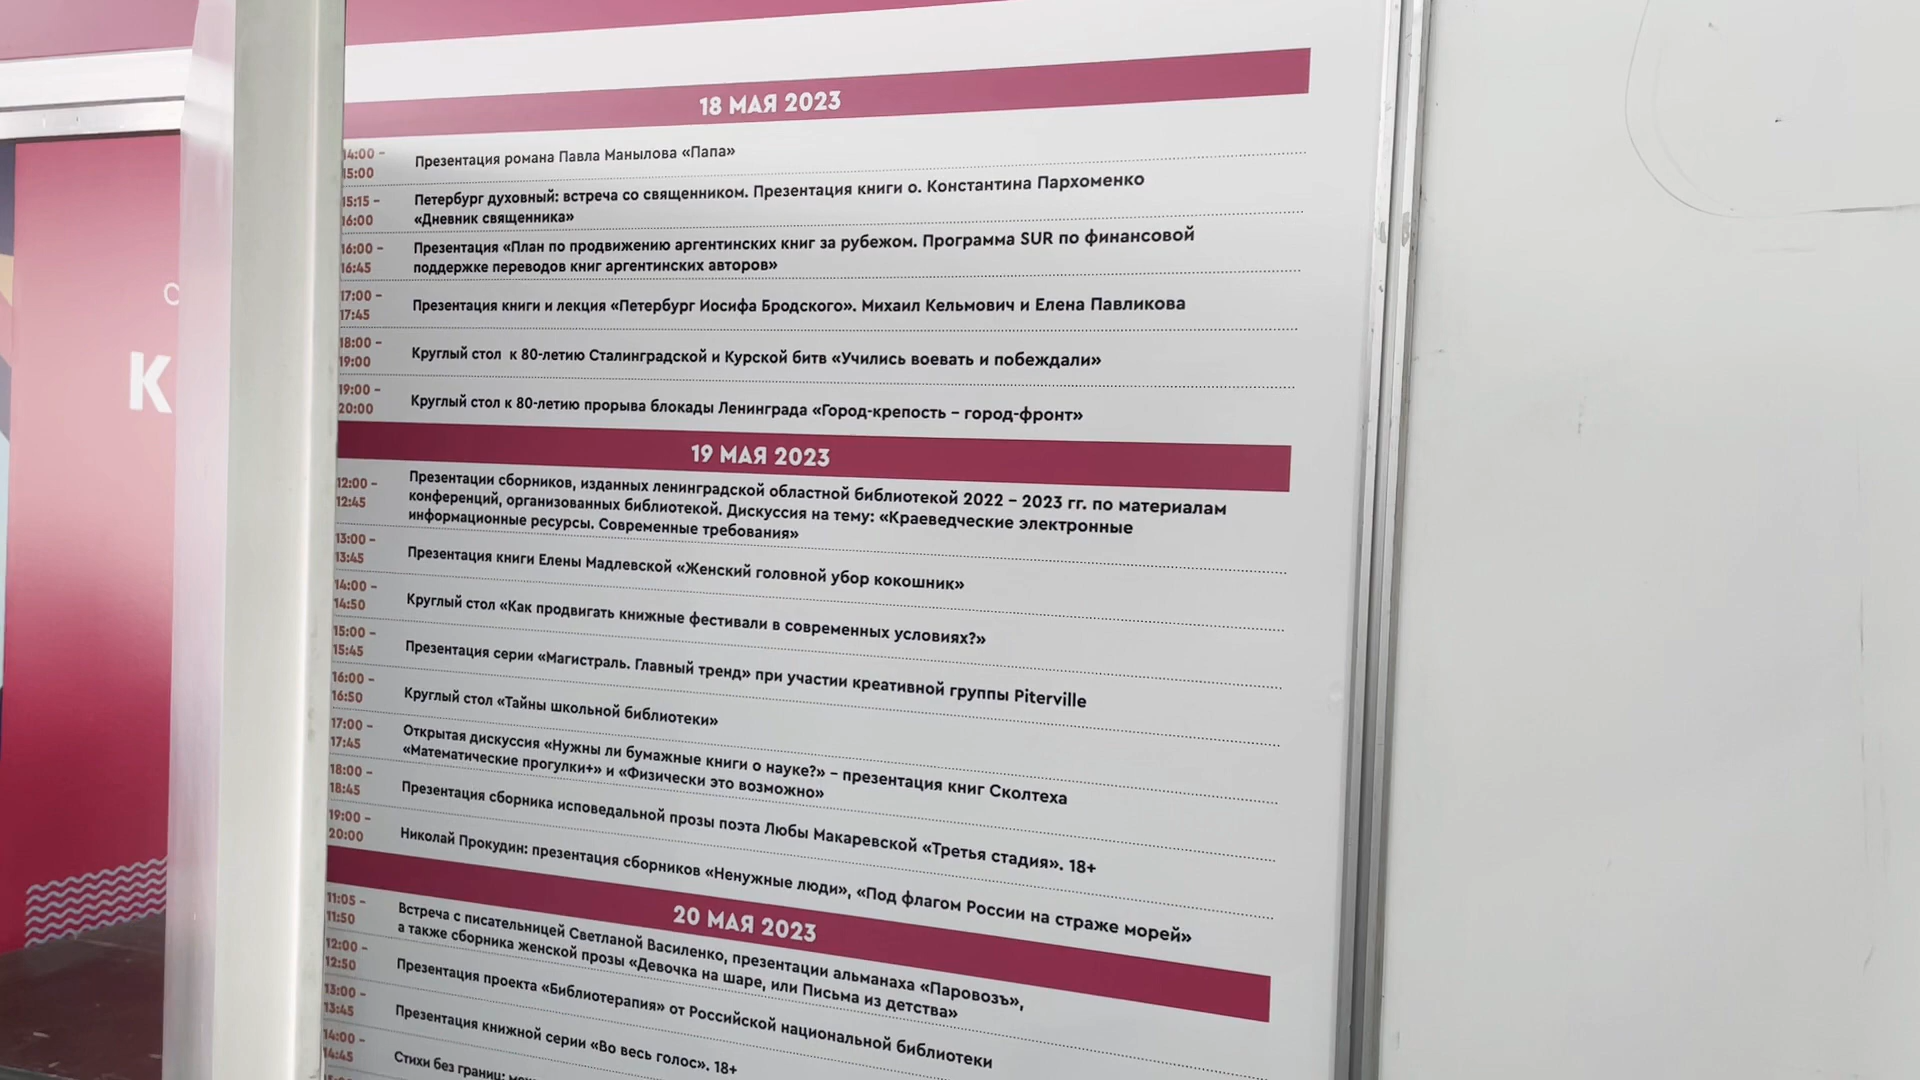 С
К
18 МАЯ 2023
14:00 –
15:00
Презентация романа Павла Манылова «Папа»
15:15 –
16:00
Петербург духовный: встреча со священником. Презентация книги о. Константина Пархоменко
«Дневник священника»
16:00 –
16:45
Презентация «План по продвижению аргентинских книг за рубежом. Программа SUR по финансовой
поддержке переводов книг аргентинских авторов»
17:00 –
17:45
Презентация книги и лекция «Петербург Иосифа Бродского». Михаил Кельмович и Елена Павликова
18:00 –
19:00
Круглый стол к 80-летию Сталинградской и Курской битв «Учились воевать и побеждали»
19:00 –
20:00
Круглый стол к 80-летию прорыва блокады Ленинграда «Город-крепость – город-фронт»
19 МАЯ 2023
12:00 –
12:45
Презентации сборников, изданных ленинградской областной библиотекой 2022 – 2023 гг. по материалам
конференций, организованных библиотекой. Дискуссия на тему: «Краеведческие электронные
информационные ресурсы. Современные требования»
13:00 –
13:45
Презентация книги Елены Мадлевской «Женский головной убор кокошник»
14:00 –
14:50
Круглый стол «Как продвигать книжные фестивали в современных условиях?»
15:00 –
15:45
Презентация серии «Магистраль. Главный тренд» при участии креативной группы Piterville
16:00 –
16:50
Круглый стол «Тайны школьной библиотеки»
17:00 –
17:45
Открытая дискуссия «Нужны ли бумажные книги о науке?» – презентация книг Сколтеха
«Математические прогулки+» и «Физически это возможно»
18:00 –
18:45
Презентация сборника исповедальной прозы поэта Любы Макаревской «Третья стадия». 18+
19:00 –
20:00
Николай Прокудин: презентация сборников «Ненужные люди», «Под флагом России на страже морей»
20 МАЯ 2023
11:05 –
11:50
Встреча с писательницей Светланой Василенко, презентации альманаха «Паровозъ»,
а также сборника женской прозы «Девочка на шаре, или Письма из детства»
12:00 –
12:50
Презентация проекта «Библиотерапия» от Российской национальной библиотеки
13:00 –
13:45
Презентация книжной серии «Во весь голос». 18+
14:00 –
14:45
Стихи без границ: